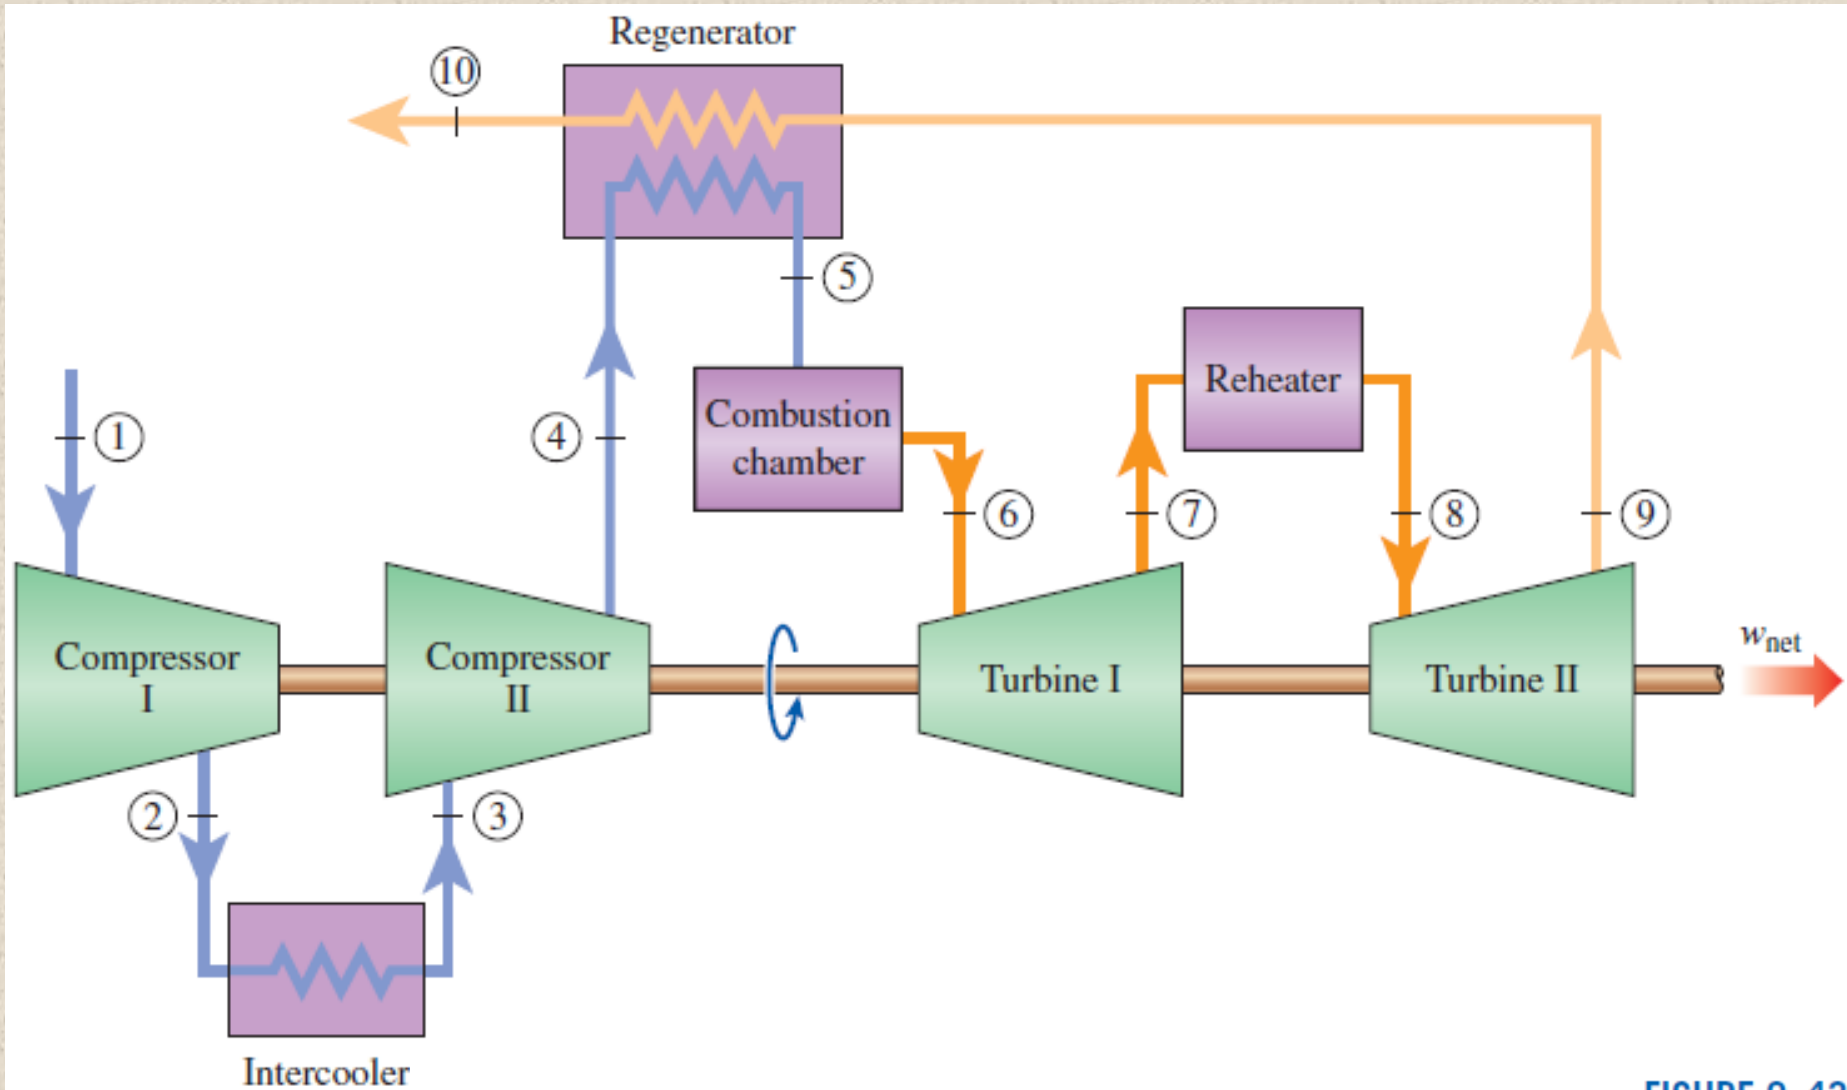 Regenerator
10
5
Reheater
Combustion
chamber
1
4
6
7
8
9
Compressor
I
Compressor
II
Turbine I
Turbine II
wnet
2
3
Intercooler